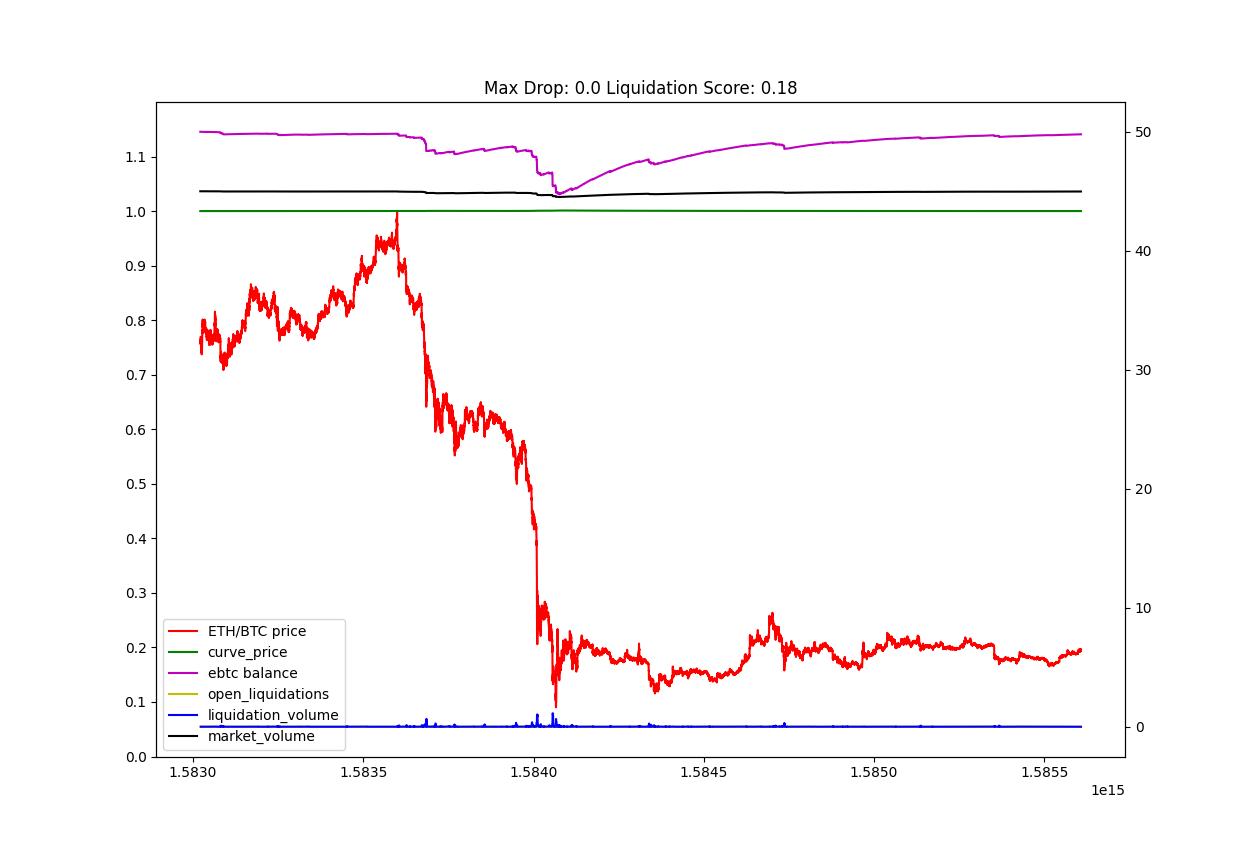 Max Drop: 0.0 Liquidation Score: 0.18
1.1
1.0
0.9
0.8
0.7
0.6
0.5
0.4
0.3
0.2
0.1
0.0
50
40
30
20
10
0
ETH/BTC price
curve_price
ebtc balance
open_liquidations
liquidation_volume
market_volume
1.5830 1.5835 1.5840 1.5845 1.5850 1.5855
1e15